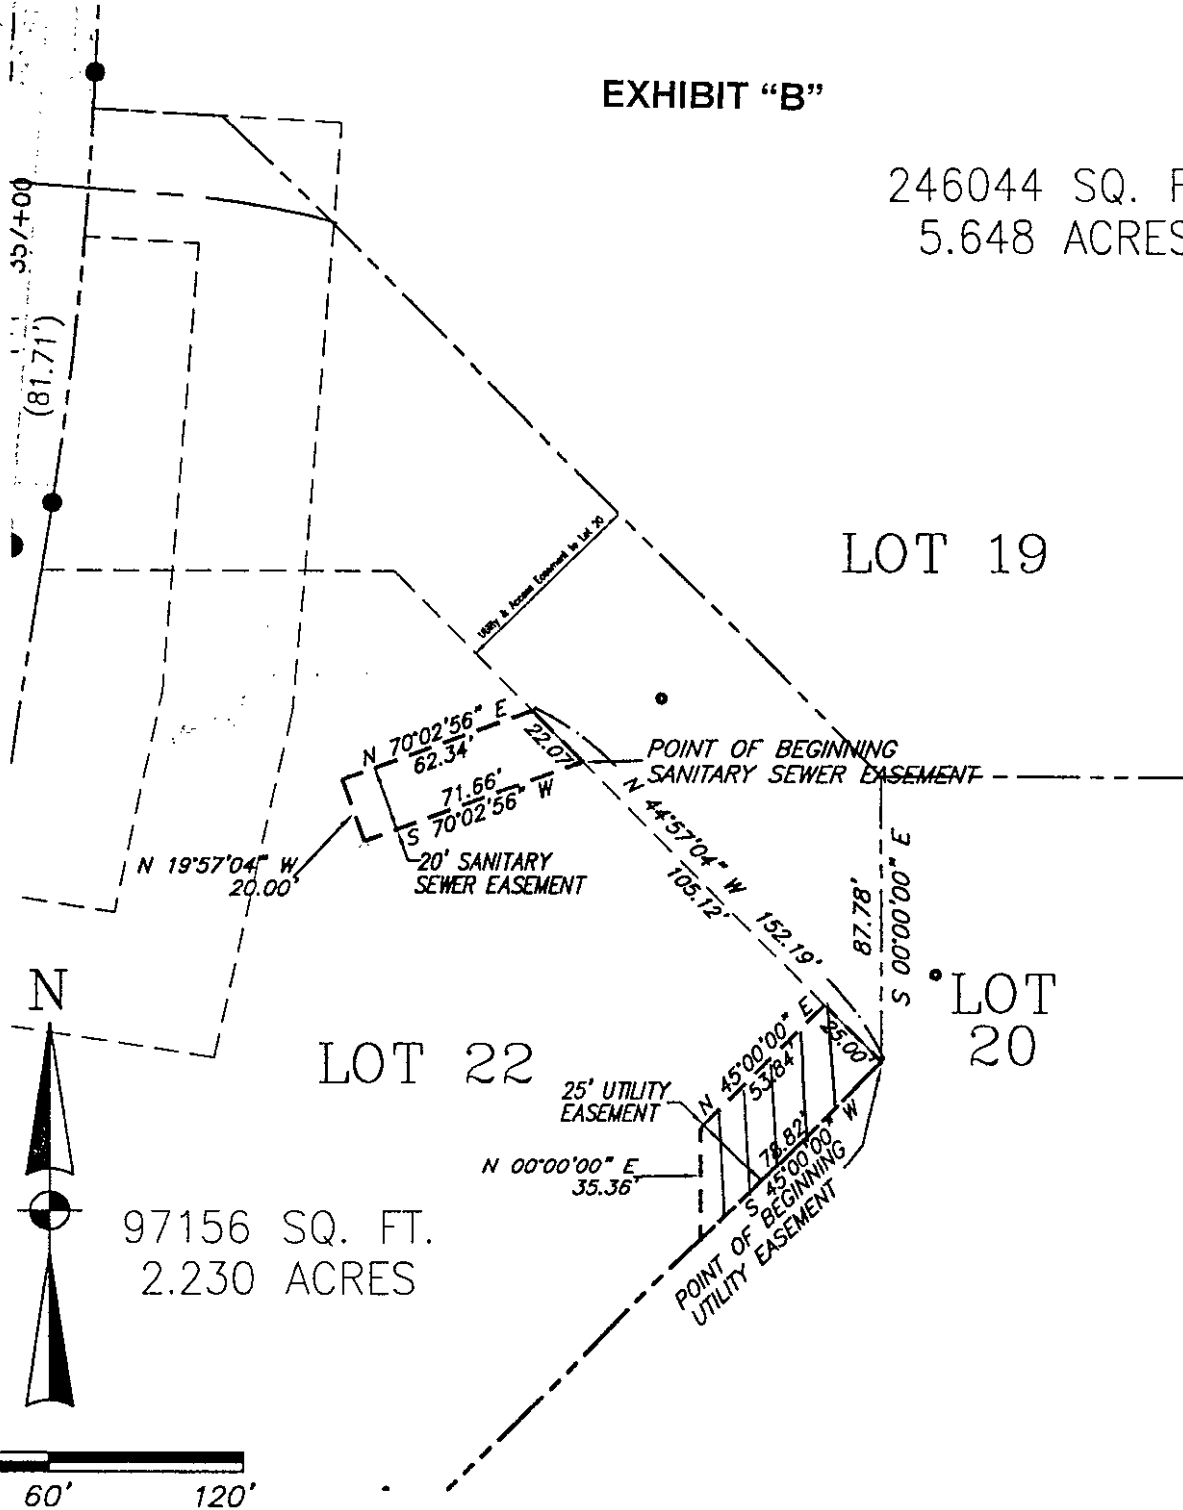 EXHIBIT “B”
246044 SQ. F
5.648 ACRES
357+00
(81.71')
LOT 19
Utility & Access Easement to Lot 20
N 70°02'56" E
62.34'
22.07'
POINT OF BEGINNING
SANITARY SEWER EASEMENT
71.66'
S 70°02'56" W
N 19°57'04" W
20.00'
20' SANITARY
SEWER EASEMENT
N 44°57'04" W 152.19'
105.12'
87.78'
S 00°00'00" E
N
LOT 22
LOT
20
N 45°00'00" E
53.84'
25.00'
25' UTILITY
EASEMENT
78.82'
S 45°00'00" W
N 00°00'00" E
35.36'
POINT OF BEGINNING
UTILITY EASEMENT
97156 SQ. FT.
2.230 ACRES
60' 120'